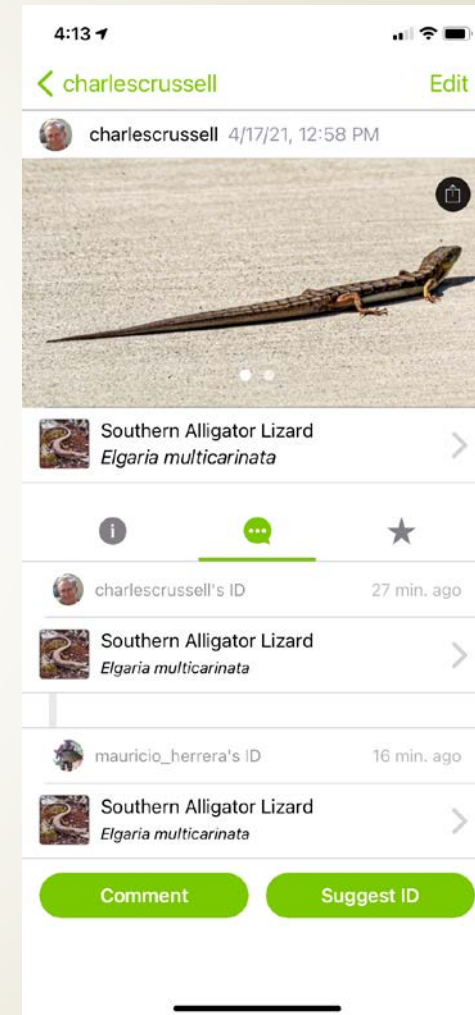 4:13
charlescrussell Edit
charlescrussell 4/17/21, 12:58 PM
Southern Alligator Lizard
Elgaria multicarinata
charlescrussell's ID 27 min. ago
Southern Alligator Lizard
Elgaria multicarinata
mauricio_herrera's ID 16 min. ago
Southern Alligator Lizard
Elgaria multicarinata
Comment Suggest ID